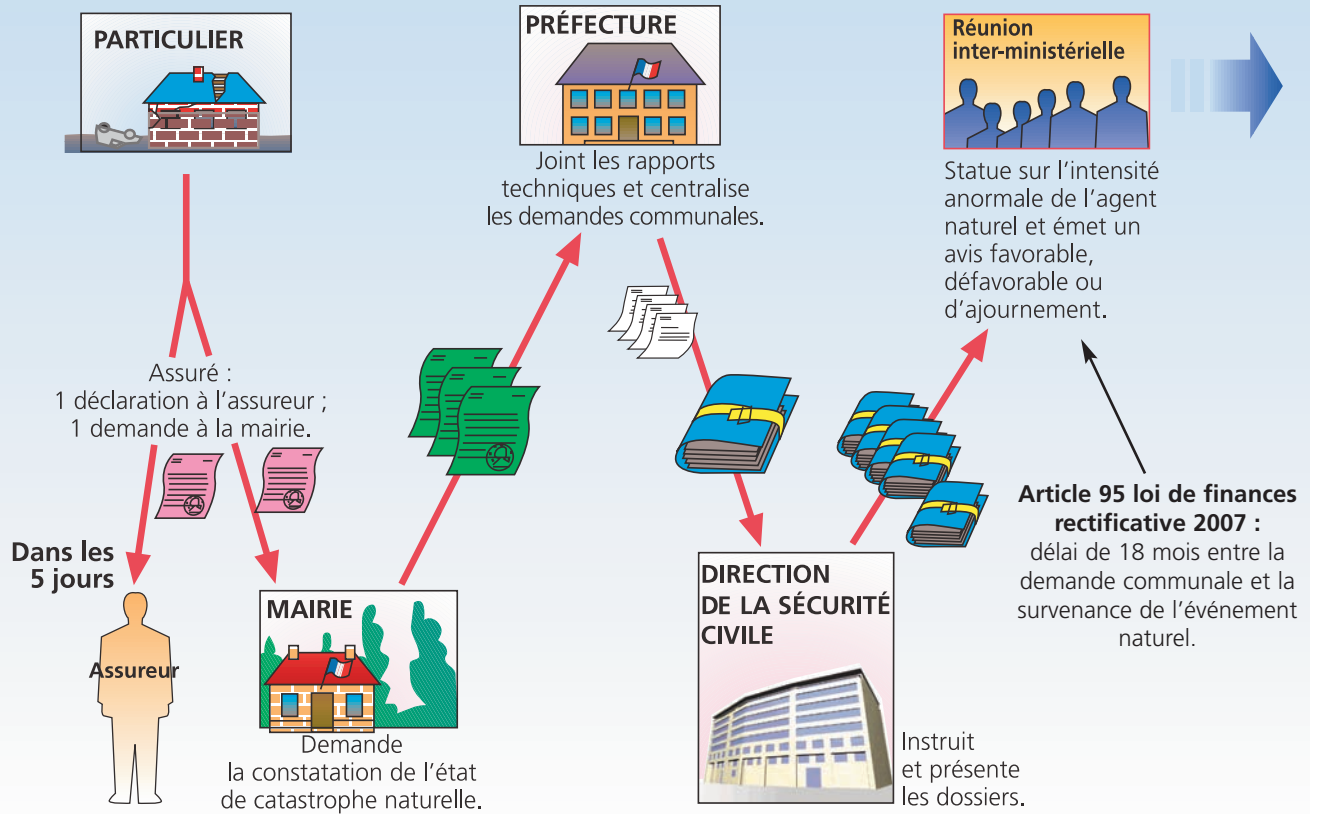 PARTICULIER
Assuré :
1 déclaration à l’assureur ;
1 demande à la mairie.
Dans les
5 jours
Assureur
MAIRIE
Demande
la constatation de l’état
de catastrophe naturelle.
PRÉFECTURE
Joint les rapports
techniques et centralise
les demandes communales.
DIRECTION
DE LA SÉCURITÉ
CIVILE
Instruit
et présente
les dossiers.
Réunion
inter-ministérielle
Statue sur l’intensité
anormale de l’agent
naturel et émet un
avis favorable,
défavorable ou
d’ajournement.
Article 95 loi de finances
rectificative 2007 :
délai de 18 mois entre la
demande communale et la
survenance de l’événement
naturel.